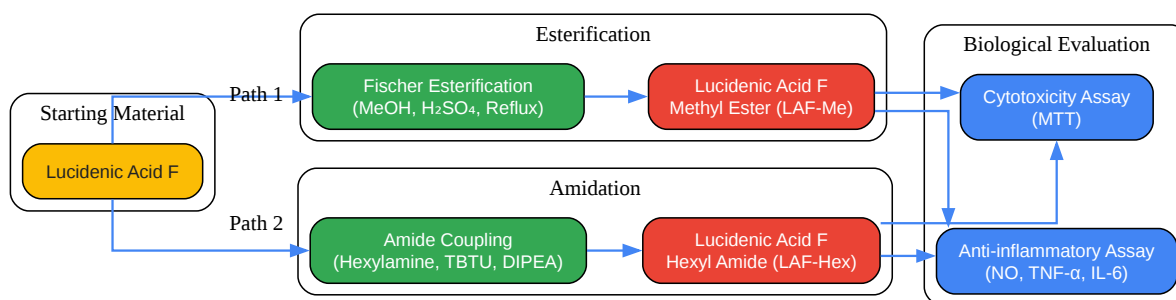 Starting Material
Lucidenic Acid F
Path 1
Path 2
Esterification
Fischer Esterification
(MeOH, H₂SO₄, Reflux)
Lucidenic Acid F
Methyl Ester (LAF-Me)
Amidation
Amide Coupling
(Hexylamine, TBTU, DIPEA)
Lucidenic Acid F
Hexyl Amide (LAF-Hex)
Biological Evaluation
Cytotoxicity Assay
(MTT)
Anti-inflammatory Assay
(NO, TNF-α, IL-6)